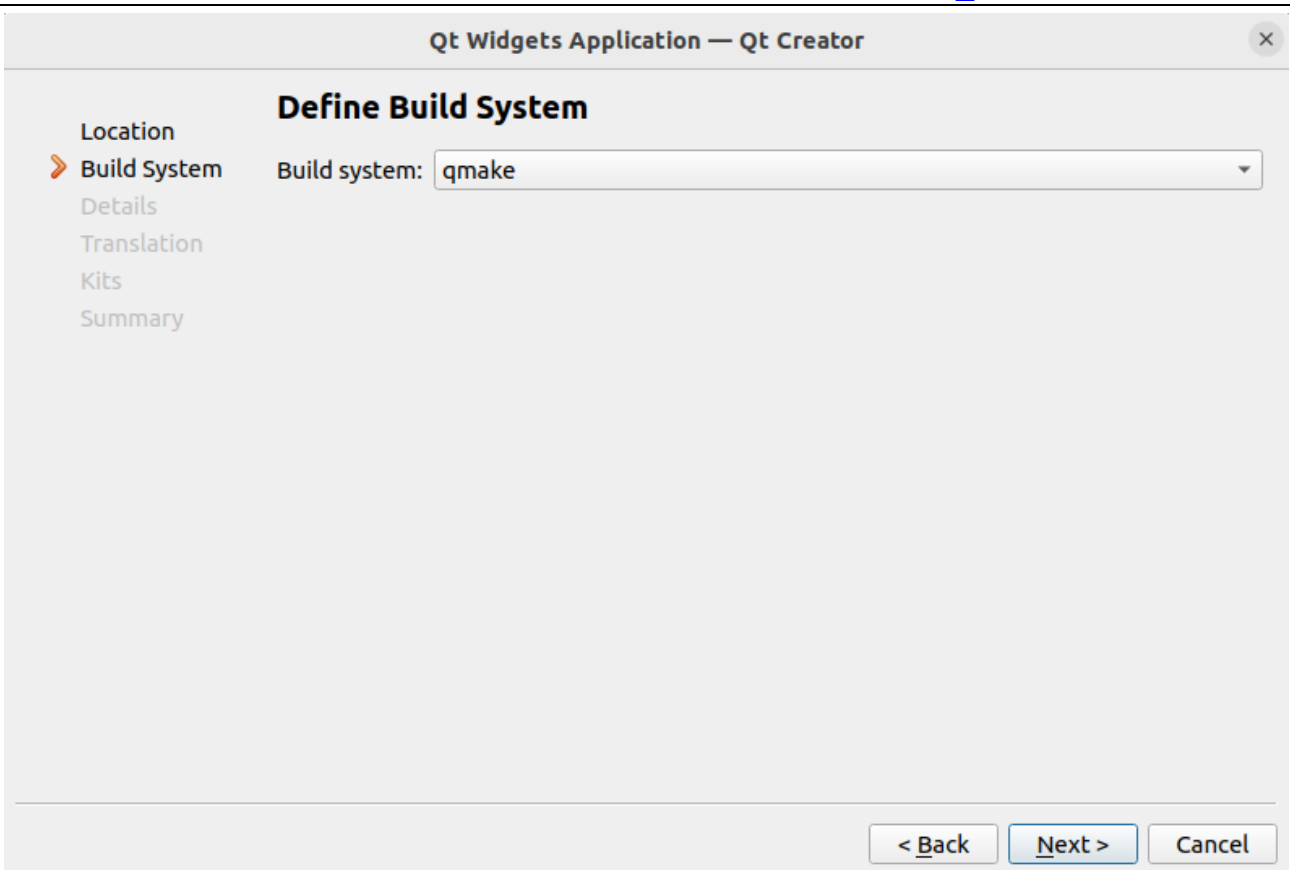 Qt Widgets Application — Qt Creator
Location
Build System
Details
Translation
Kits
Summary
Define Build System
Build system: qmake
< Back Next > Cancel